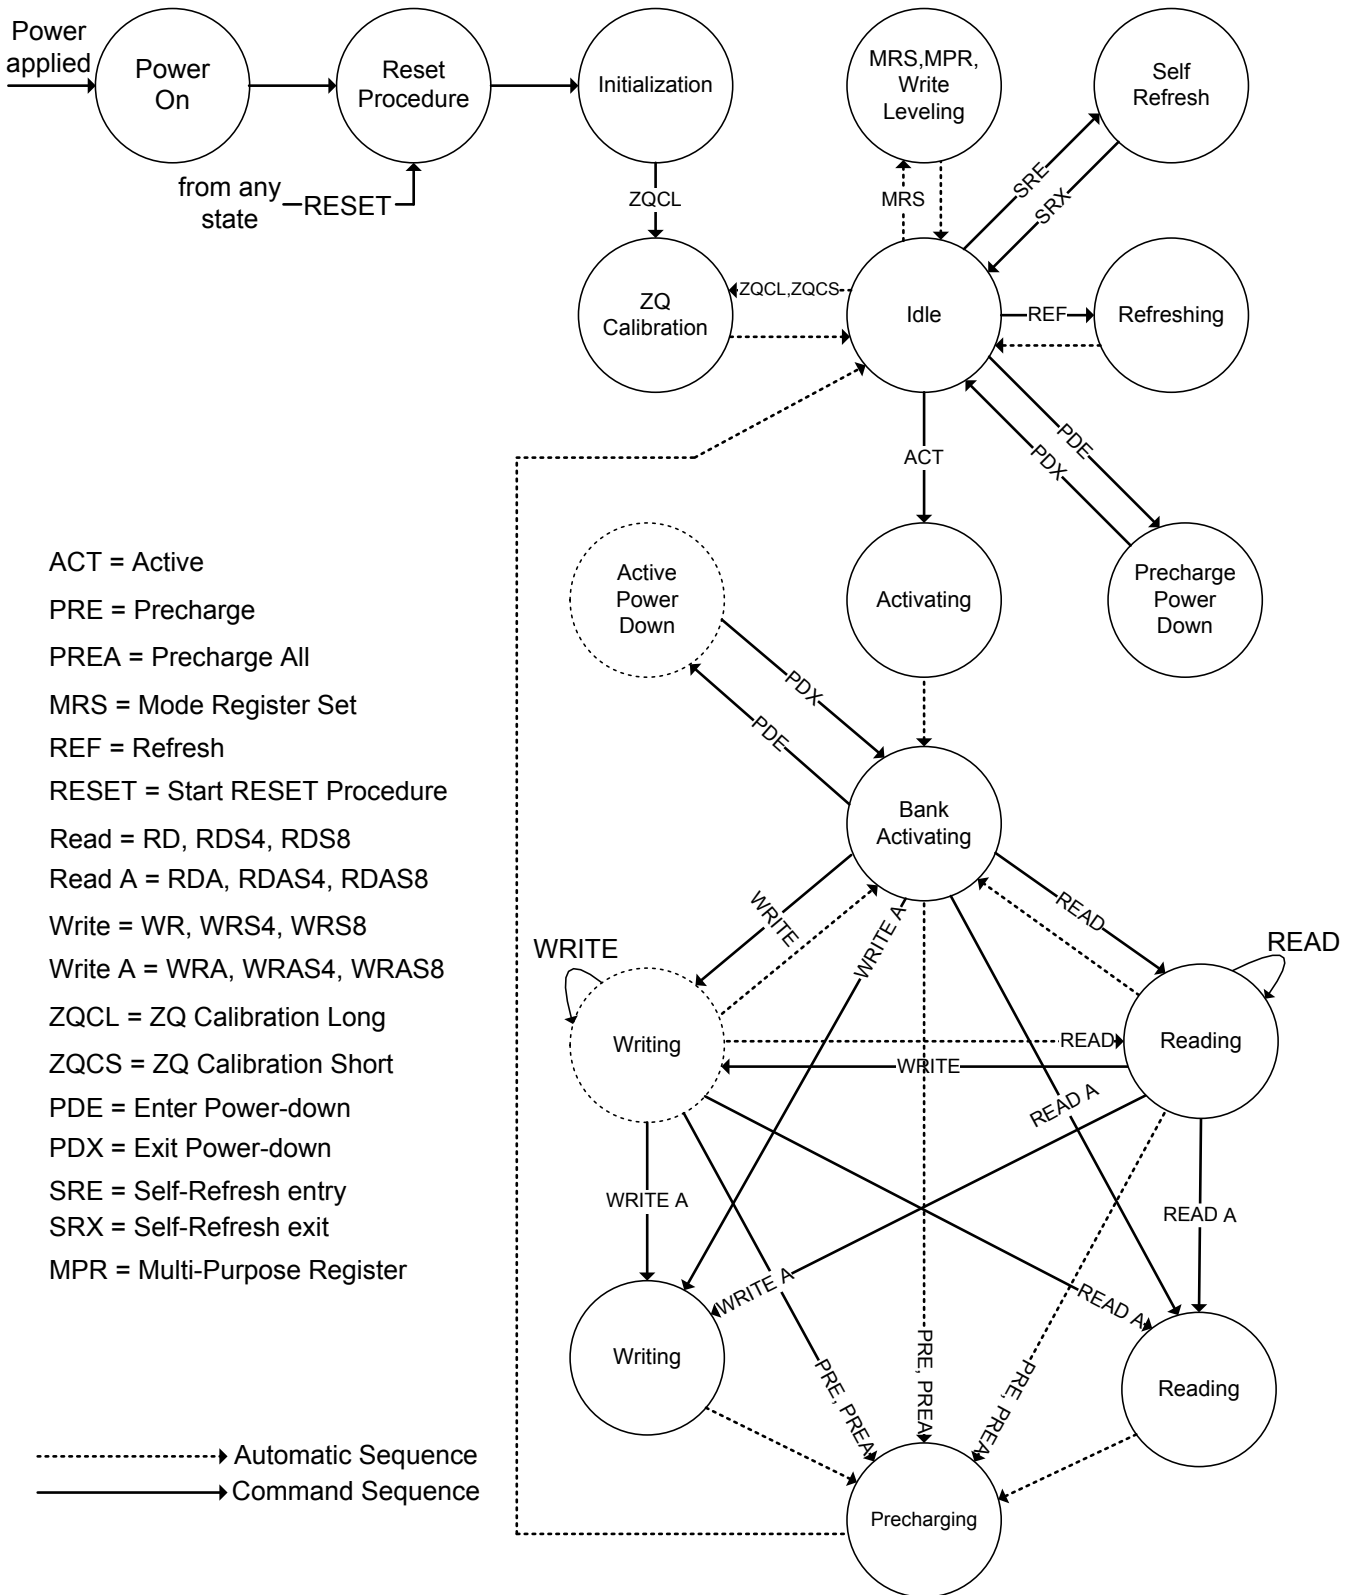 Power
applied
Power
On
Reset
Procedure
Initialization
MRS,MPR,
Write
Leveling
Self
Refresh
from any
state
RESET
ZQCL
MRS
SRE
SRX
ZQ
Calibration
ZQCL,ZQCS
Idle
REF
Refreshing
ACT
PDE
PDX
Active
Power
Down
Activating
Precharge
Power
Down
PDX
PDE
Bank
Activating
WRITE
WRITE A
READ
WRITE
READ
Writing
READ
Reading
WRITE
READ A
WRITE A
READ A
WRITE A
READ A
PRE, PREA
PRE, PREA
PRE, PREA
Writing
Reading
Precharging
ACT = Active
PRE = Precharge
PREA = Precharge All
MRS = Mode Register Set
REF = Refresh
RESET = Start RESET Procedure
Read = RD, RDS4, RDS8
Read A = RDA, RDAS4, RDAS8
Write = WR, WRS4, WRS8
Write A = WRA, WRAS4, WRAS8
ZQCL = ZQ Calibration Long
ZQCS = ZQ Calibration Short
PDE = Enter Power-down
PDX = Exit Power-down
SRE = Self-Refresh entry
SRX = Self-Refresh exit
MPR = Multi-Purpose Register
Automatic Sequence
Command Sequence